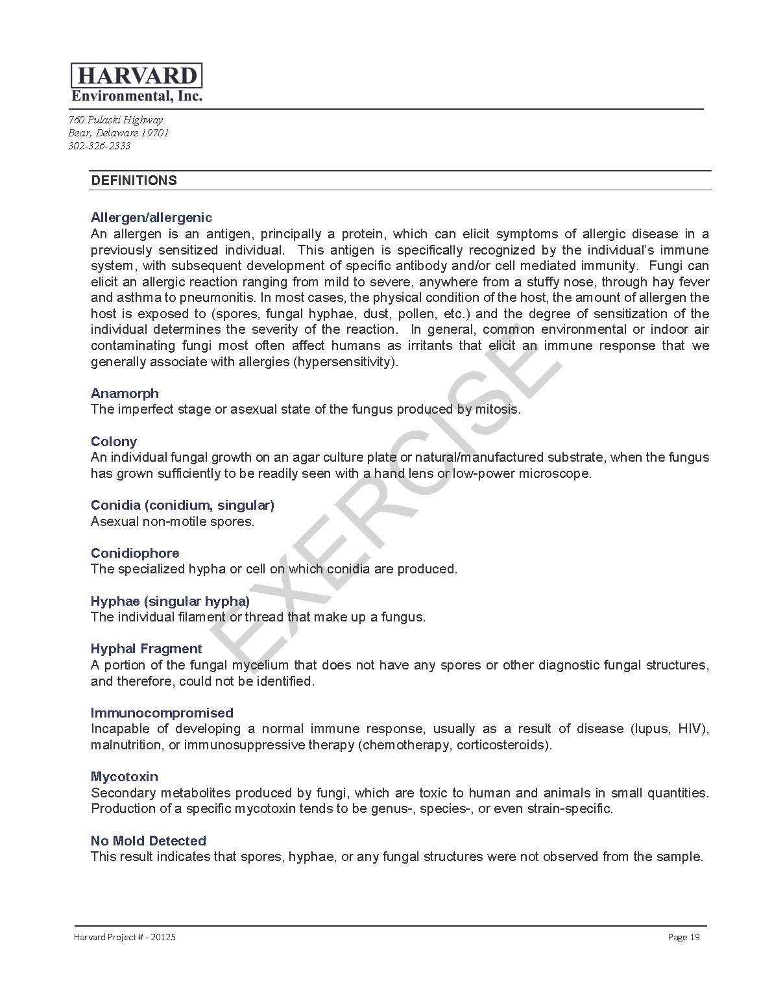 HARVARD
Environmental, Inc.
760 Pulaski Highway
Bear, Delaware 19701
302-326-2333
DEFINITIONS
Allergen/allergenic
An allergen is an antigen, principally a protein, which can elicit symptoms of allergic disease in a
previously sensitized individual. This antigen is specifically recognized by the individual's immune
system, with subsequent development of specific antibody and/or cell mediated immunity. Fungi can
elicit an allergic reaction ranging from mild to severe, anywhere from a stuffy nose, through hay fever
and asthma to pneumonitis. In most cases, the physical condition of the host, the amount of allergen the
host is exposed to (spores, fungal hyphae, dust, pollen, etc.) and the degree of sensitization of the
individual determines the severity of the reaction. In general, common environmental or indoor air
contaminating fungi most often affect humans as irritants that elicit an immune response that we
generally associate with allergies (hypersensitivity).
Anamorph
The imperfect stage or asexual state of the fungus produced by mitosis.
Colony
An individual fungal growth on an agar culture plate or natural/manufactured substrate, when the fungus
has grown sufficiently to be readily seen with a hand lens or low-power microscope.
Conidia (conidium, singular)
Asexual non-motile spores.
Conidiophore
The specialized hypha or cell on which conidia are produced.
Hyphae (singular hypha)
The individual filament or thread that make up a fungus.
Hyphal Fragment
A portion of the fungal mycelium that does not have any spores or other diagnostic fungal structures,
and therefore, could not be identified.
Immunocompromised
Incapable of developing a normal immune response, usually as a result of disease (lupus, HIV),
malnutrition, or immunosuppressive therapy (chemotherapy, corticosteroids).
Mycotoxin
Secondary metabolites produced by fungi, which are toxic to human and animals in small quantities.
Production of a specific mycotoxin tends to be genus-, species-, or even strain-specific.
No Mold Detected
This result indicates that spores, hyphae, or any fungal structures were not observed from the sample.
EXERCISE
Harvard Project # - 20125 Page 19